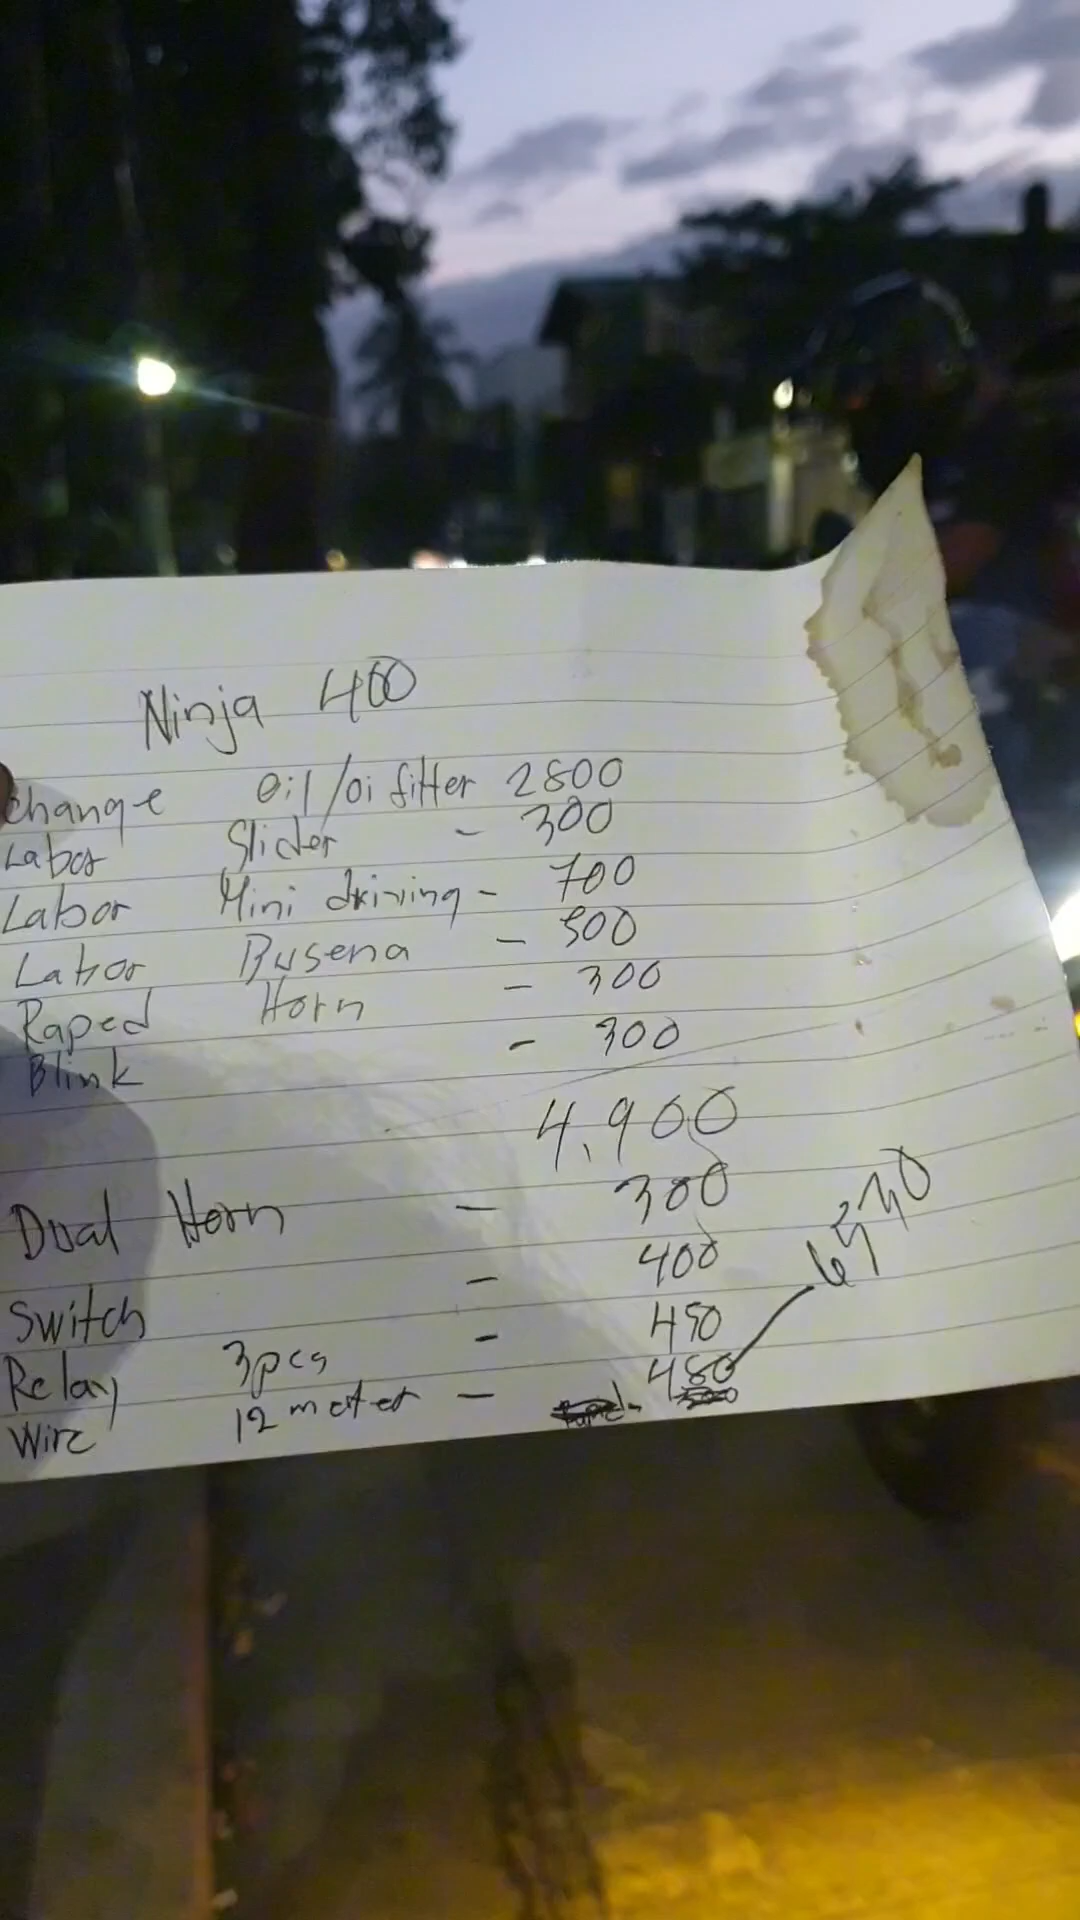 Ninja 400
Change Oil/oi filter 2800
Labor Slider - 300
Labor Mini driving - 700
Labor Busena - 500
Raped Horn - 300
Blink - 300
4,900
Dual Horn - 300
Switch - 400
Relay 3pcs - 450
Wire 12 meter - 480
6,530